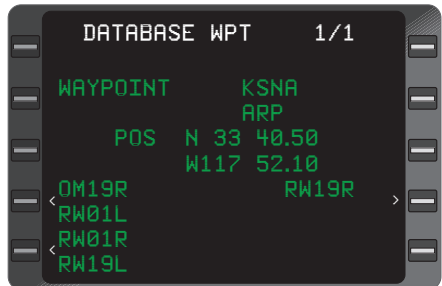 DATABASE WPT 1/1
WAYPOINT KSNA
ARP
POS N 33 40.50
W117 52.10
<OM19R RW19R>
RW01L
<RW01R
RW19L